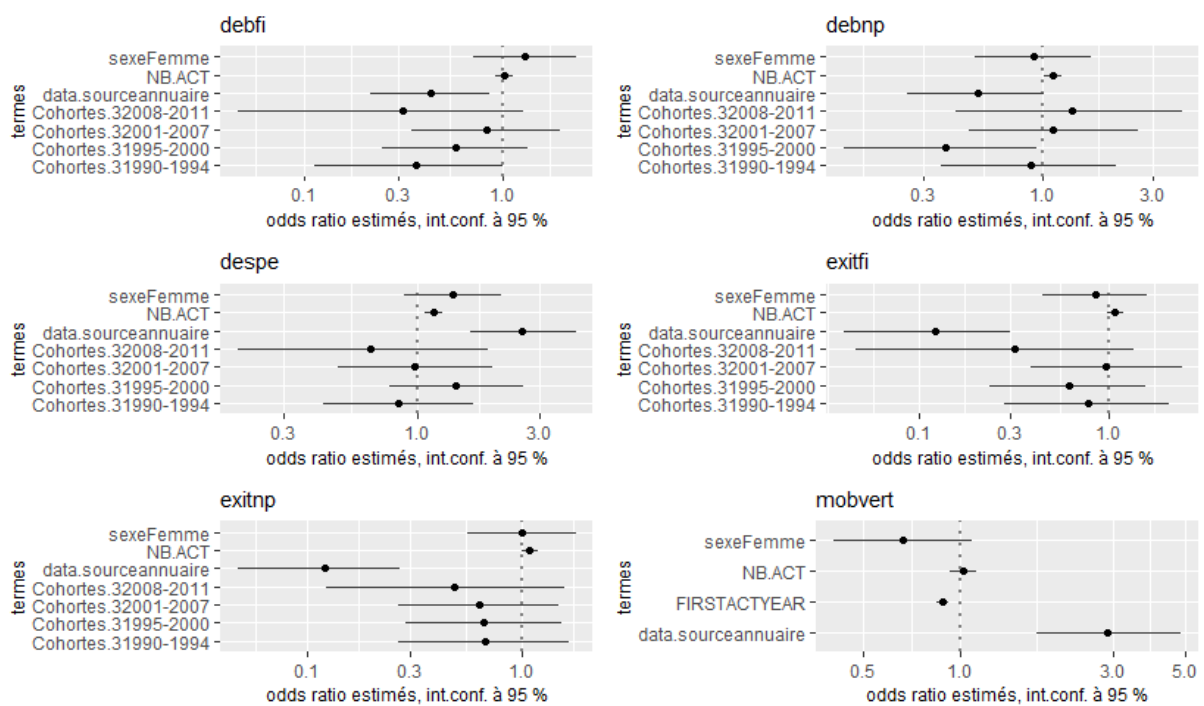 debfi
termes
sexeFemme
NB.ACT
data.sourceannuaire
Cohortes.32008-2011
Cohortes.32001-2007
Cohortes.31995-2000
Cohortes.31990-1994
0.1 0.3 1.0
odds ratio estimés, int.conf. à 95 %
debnp
termes
sexeFemme
NB.ACT
data.sourceannuaire
Cohortes.32008-2011
Cohortes.32001-2007
Cohortes.31995-2000
Cohortes.31990-1994
0.3 1.0 3.0
odds ratio estimés, int.conf. à 95 %
despe
termes
sexeFemme
NB.ACT
data.sourceannuaire
Cohortes.32008-2011
Cohortes.32001-2007
Cohortes.31995-2000
Cohortes.31990-1994
0.3 1.0 3.0
odds ratio estimés, int.conf. à 95 %
exitfi
termes
sexeFemme
NB.ACT
data.sourceannuaire
Cohortes.32008-2011
Cohortes.32001-2007
Cohortes.31995-2000
Cohortes.31990-1994
0.1 0.3 1.0
odds ratio estimés, int.conf. à 95 %
exitnp
termes
sexeFemme
NB.ACT
data.sourceannuaire
Cohortes.32008-2011
Cohortes.32001-2007
Cohortes.31995-2000
Cohortes.31990-1994
0.1 0.3 1.0
odds ratio estimés, int.conf. à 95 %
mobvert
termes
sexeFemme
NB.ACT
FIRSTACTYEAR
data.sourceannuaire
0.5 1.0 3.0 5.0
odds ratio estimés, int.conf. à 95 %